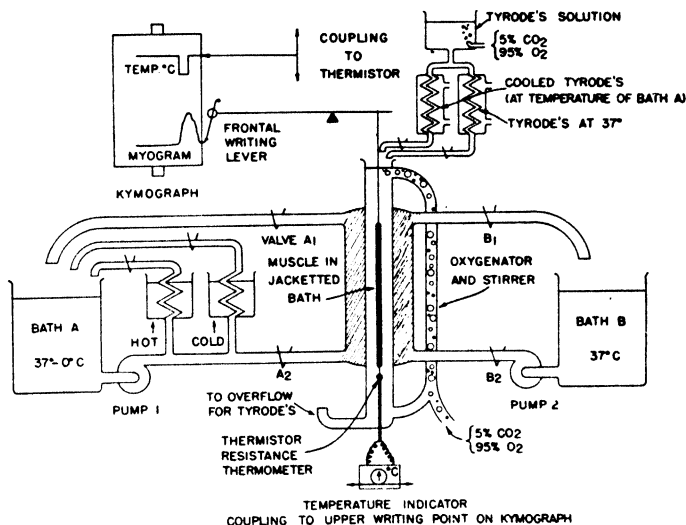 TYRODE'S SOLUTION
5% CO2
95% O2
COUPLING
TO
THERMISTOR
TEMP.°C
COOLED TYRODE'S
(AT TEMPERATURE OF BATH A)
TYRODE'S AT 37°
FRONTAL
WRITING
LEVER
MYOGRAM
KYMOGRAPH
VALVE A1
B1
MUSCLE IN
JACKETTED
BATH
OXYGENATOR
AND STIRRER
BATH A
37°-0°C
HOT
COLD
BATH B
37°C
A2
B2
PUMP 1
PUMP 2
TO OVERFLOW
FOR TYRODE'S
5% CO2
95% O2
THERMISTOR
RESISTANCE
THERMOMETER
°C
TEMPERATURE INDICATOR
COUPLING TO UPPER WRITING POINT ON KYMOGRAPH